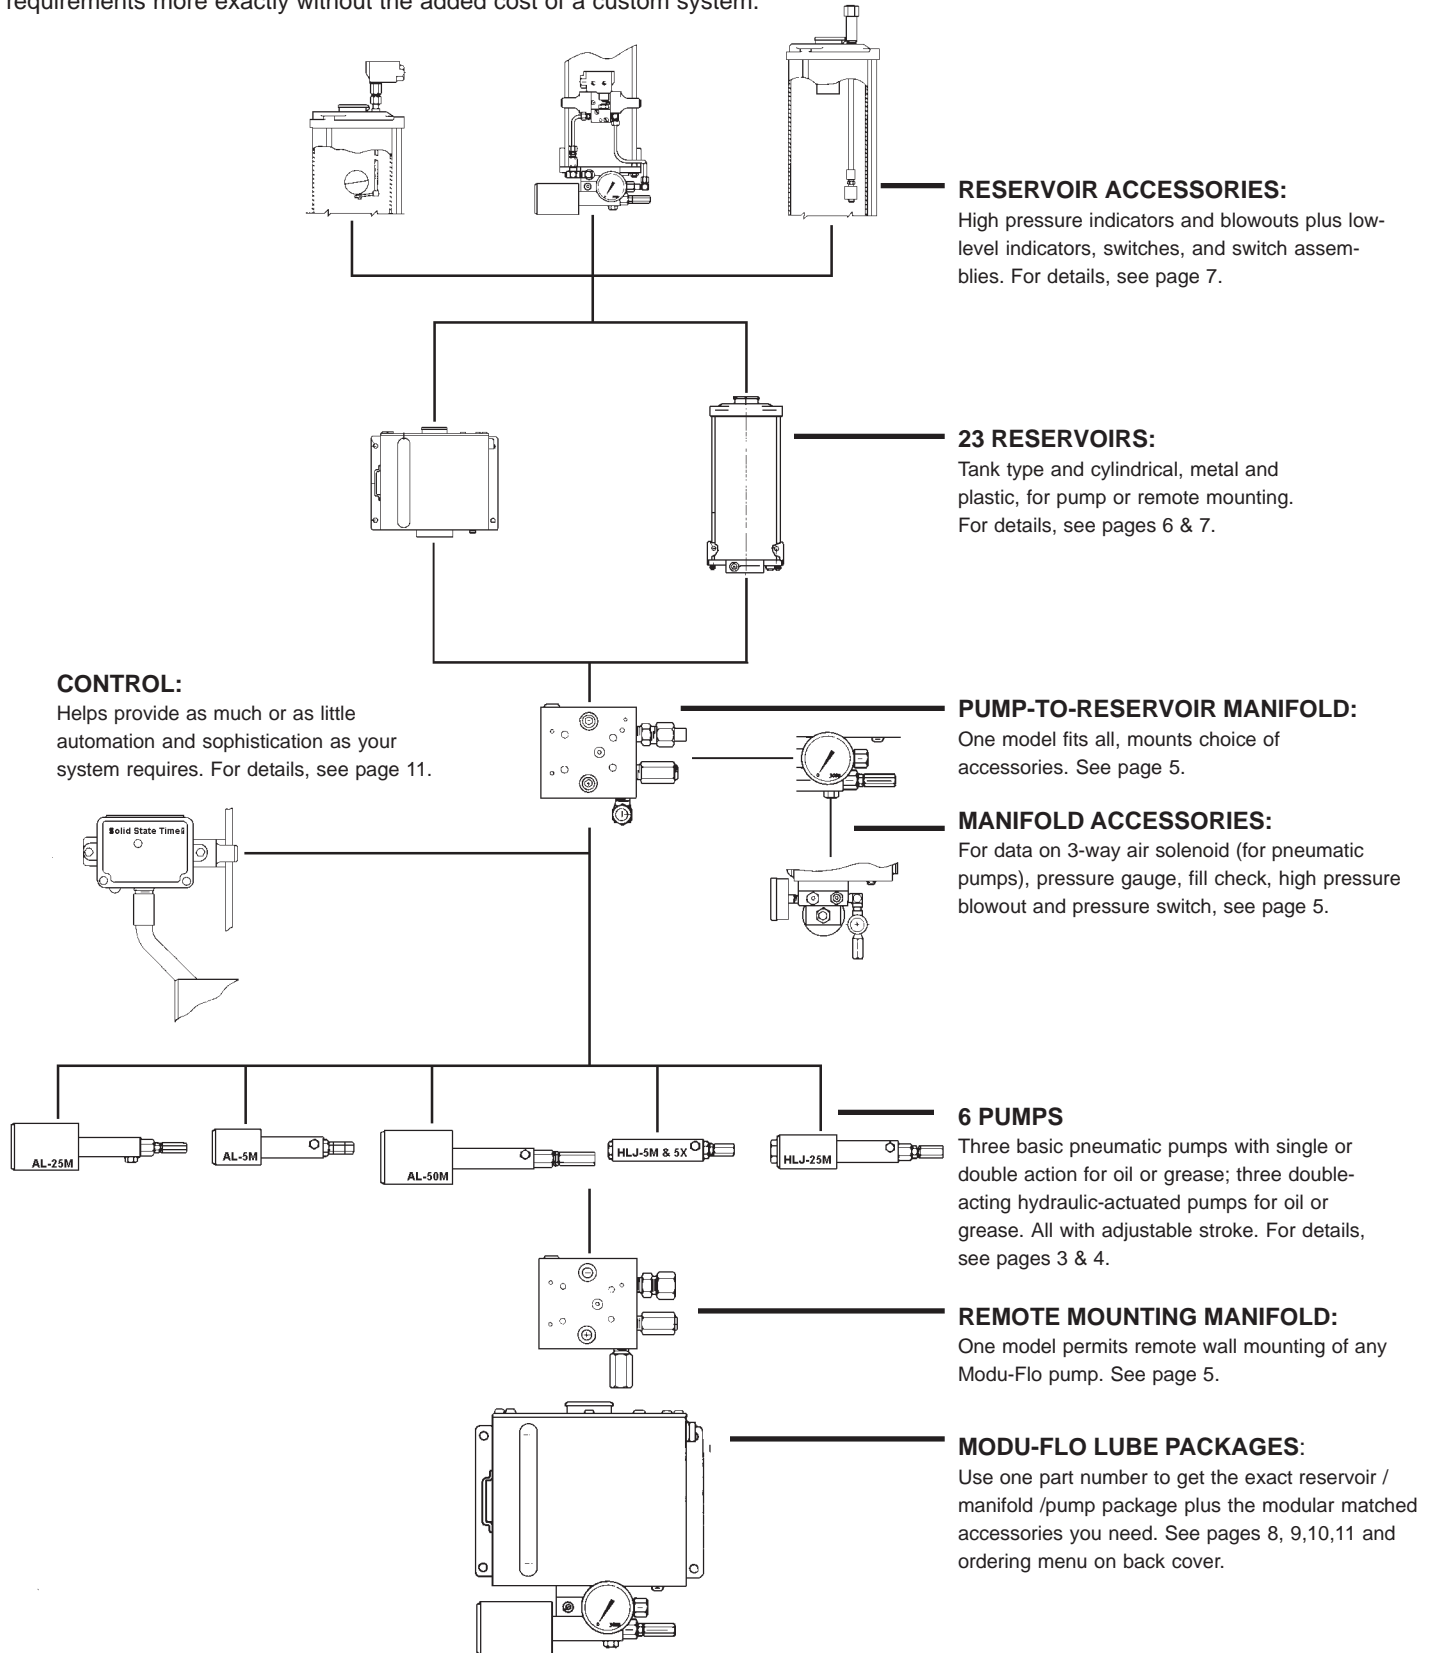 requirements more exactly without the added cost of a custom system.
RESERVOIR ACCESSORIES:
High pressure indicators and blowouts plus low-
level indicators, switches, and switch assem-
blies. For details, see page 7.
23 RESERVOIRS:
Tank type and cylindrical, metal and
plastic, for pump or remote mounting.
For details, see pages 6 & 7.
CONTROL:
Helps provide as much or as little
automation and sophistication as your
system requires. For details, see page 11.
Solid State Timer
PUMP-TO-RESERVOIR MANIFOLD:
One model fits all, mounts choice of
accessories. See page 5.
MANIFOLD ACCESSORIES:
For data on 3-way air solenoid (for pneumatic
pumps), pressure gauge, fill check, high pressure
blowout and pressure switch, see page 5.
AL-25M
AL-5M
AL-50M
HLJ-5M & 5X
HLJ-25M
6 PUMPS
Three basic pneumatic pumps with single or
double action for oil or grease; three double-
acting hydraulic-actuated pumps for oil or
grease. All with adjustable stroke. For details,
see pages 3 & 4.
REMOTE MOUNTING MANIFOLD:
One model permits remote wall mounting of any
Modu-Flo pump. See page 5.
MODU-FLO LUBE PACKAGES:
Use one part number to get the exact reservoir /
manifold /pump package plus the modular matched
accessories you need. See pages 8, 9,10,11 and
ordering menu on back cover.